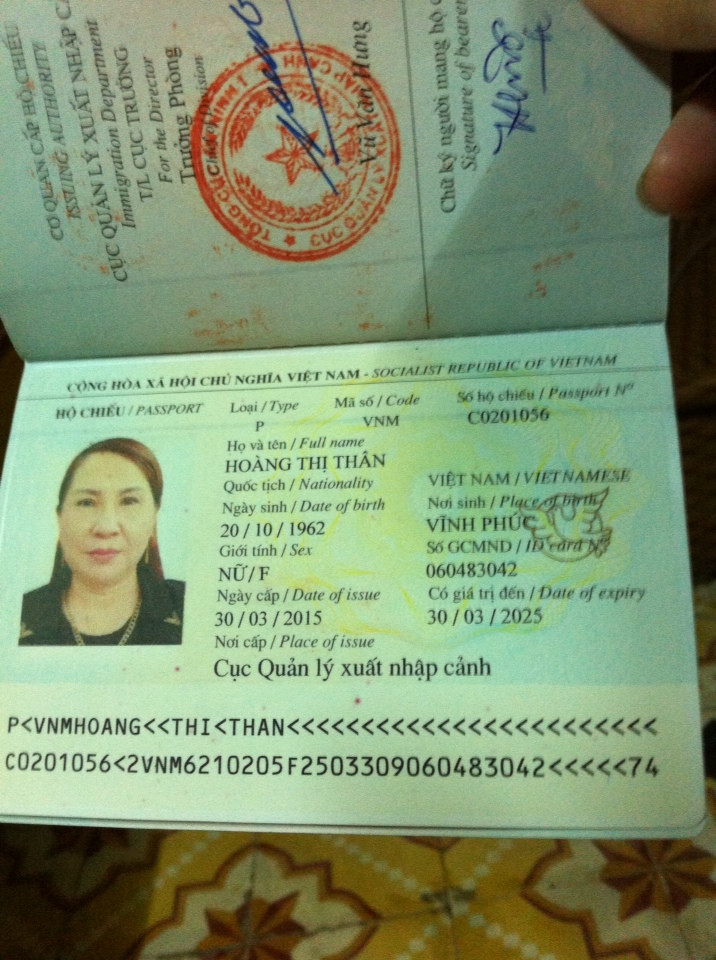 CƠ QUAN CẤP HỘ CHIẾU
ISSUING AUTHORITY
CỤC QUẢN LÝ XUẤT NHẬP
Immigration Department
T/L CỤC TRƯỞNG
For the Director
Trưởng Phòng
TỔNG CỤC
CỤC QUẢN
NHẬP CẢNH
Vũ Văn Hưng
Chữ ký người mang hộ
Signature of bearer
CỘNG HÒA XÃ HỘI CHỦ NGHĨA VIỆT NAM - SOCIALIST REPUBLIC OF VIETNAM
HỘ CHIẾU / PASSPORT
Loại / Type
Mã số / Code
Số hộ chiếu / Passport Nº
P
VNM
C0201056
Họ và tên / Full name
HOÀNG THỊ THÂN
Quốc tịch / Nationality
VIỆT NAM / VIETNAMESE
Ngày sinh / Date of birth
Nơi sinh / Place of birth
20 / 10 / 1962
VĨNH PHÚC
Giới tính / Sex
Số GCMND / ID card Nº
NỮ / F
060483042
Ngày cấp / Date of issue
Có giá trị đến / Date of expiry
30 / 03 / 2015
30 / 03 / 2025
Nơi cấp / Place of issue
Cục Quản lý xuất nhập cảnh
P<VNMHOANG<<THI<THAN<<<<<<<<<<<<<<<<<<<<<<<<
C0201056<2VNM6210205F2503309060483042<<<<<74